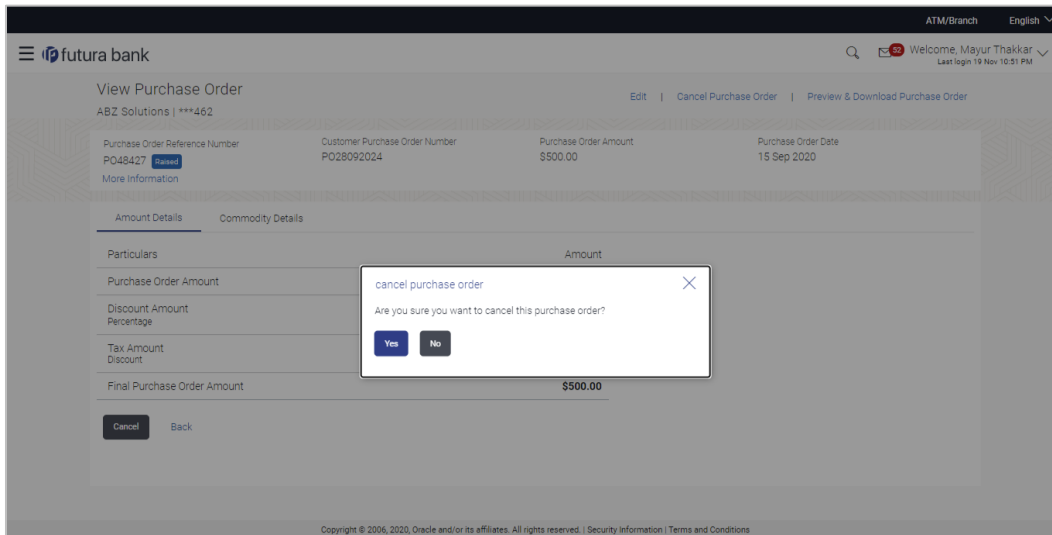 ATM/Branch English
futura bank
52 Welcome, Mayur Thakkar
Last login 19 Nov 10:51 PM
View Purchase Order
ABZ Solutions | ***462
Edit | Cancel Purchase Order | Preview & Download Purchase Order
Purchase Order Reference Number Customer Purchase Order Number Purchase Order Amount Purchase Order Date
PO48427 Raised PO28092024 $500.00 15 Sep 2020
More Information
Amount Details Commodity Details
Particulars Amount
Purchase Order Amount
Discount Amount
Percentage
Tax Amount
Discount
Final Purchase Order Amount $500.00
cancel purchase order
Are you sure you want to cancel this purchase order?
Yes No
Cancel Back
Copyright © 2006, 2020, Oracle and/or its affiliates. All rights reserved. | Security Information | Terms and Conditions